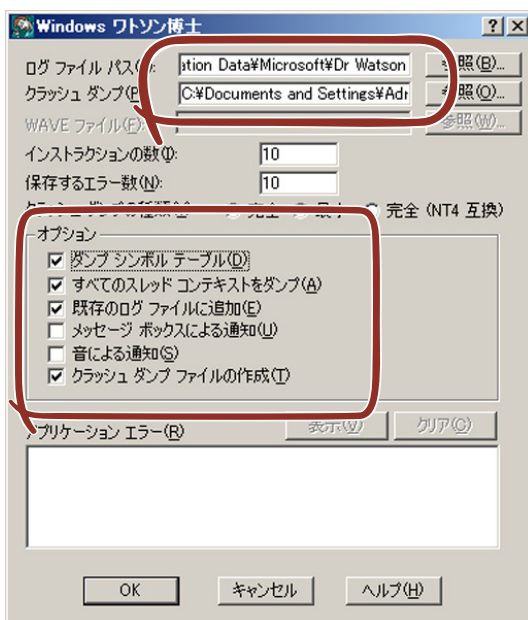 Windows ワトソン博士
ログ ファイル パス(
ation Data¥Microsoft¥Dr Watson
照(B)...
クラッシュ ダンプ(P
C:¥Documents and Settings¥Adr
照(O)...
WAVE ファイル(F):
参照(W)...
インストラクションの数(I):
10
保存するエラー数(N):
10
完全 (NT4 互換)
オプション
ダンプ シンボル テーブル(D)
すべてのスレッド コンテキストをダンプ(A)
既存のログ ファイルに追加(E)
メッセージ ボックスによる通知(U)
音による通知(S)
クラッシュ ダンプ ファイルの作成(T)
アプリケーション エラー(R)
表示(V)
クリア(C)
OK
キャンセル
ヘルプ(H)